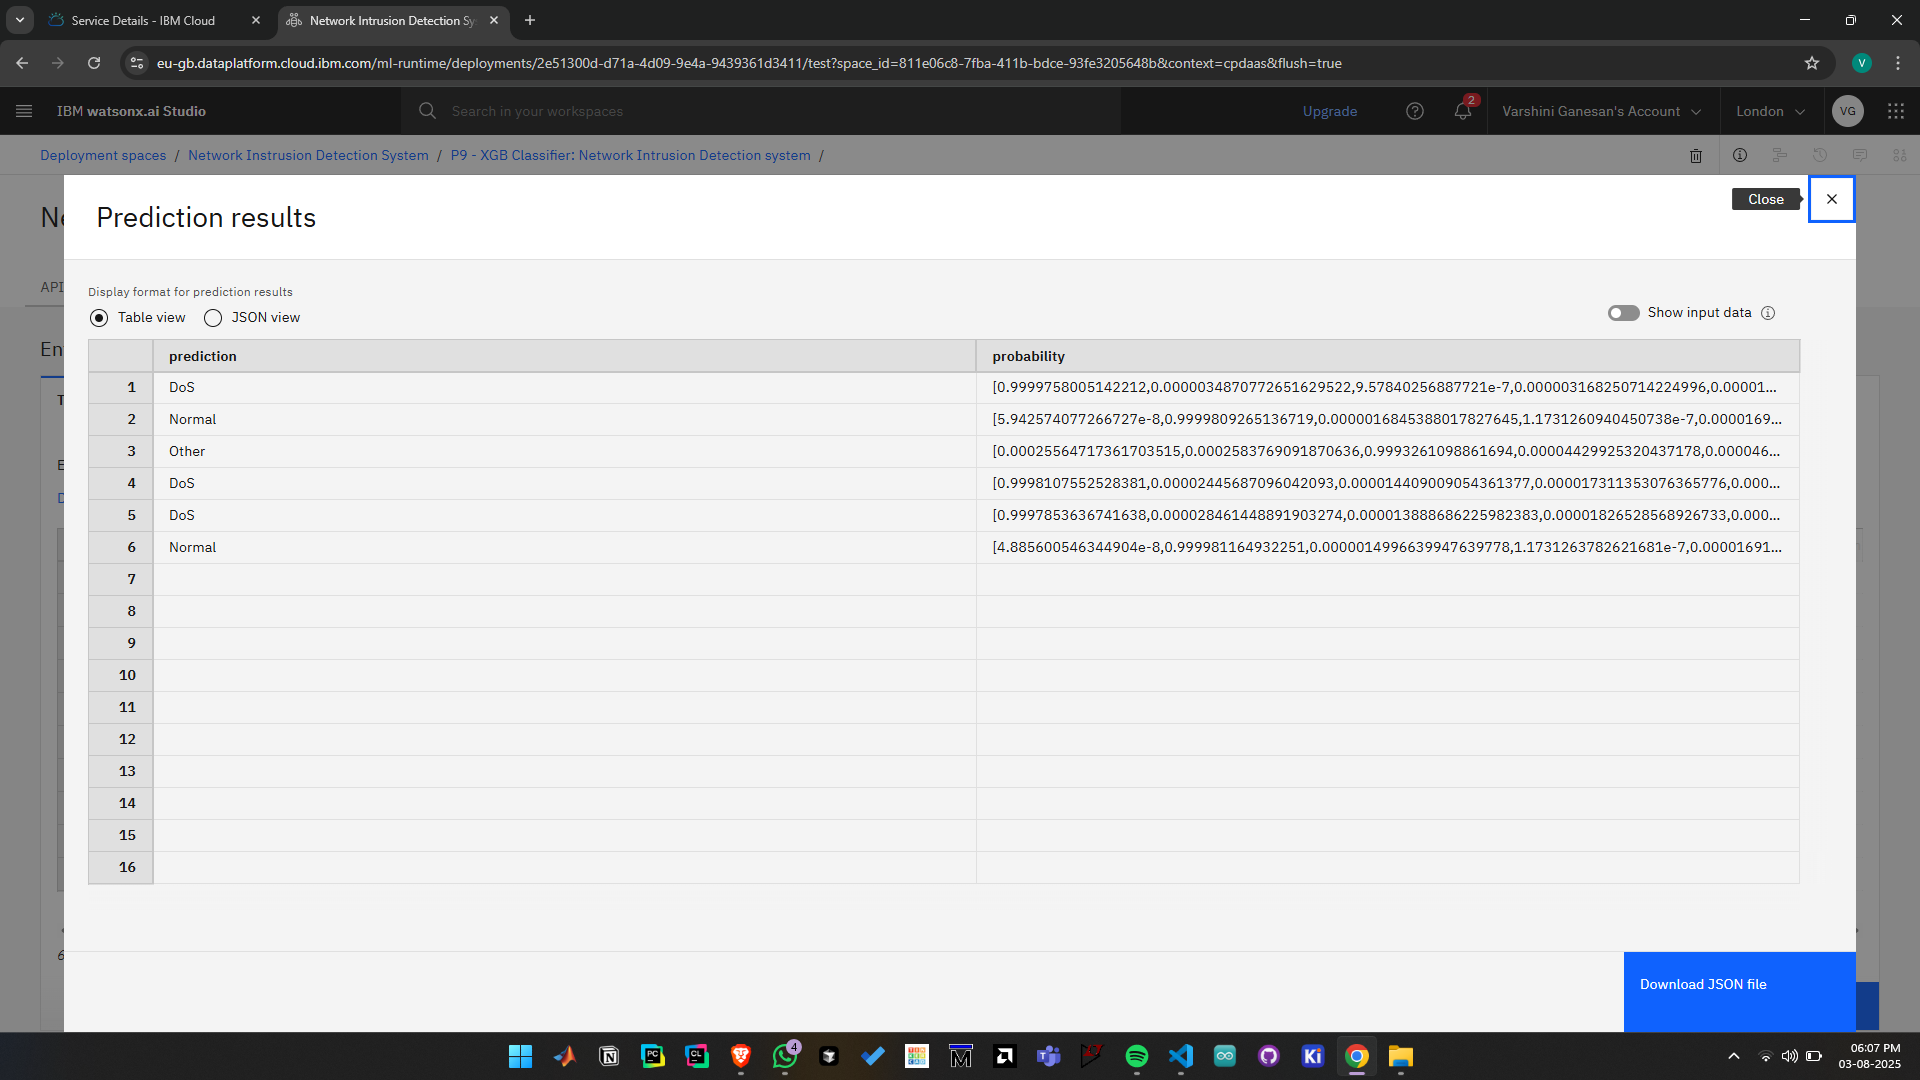 Service Details - IBM Cloud
Network Intrusion Detection Sy
eu-gb.dataplatform.cloud.ibm.com/ml-runtime/deployments/2e51300d-d71a-4d09-9e4a-9439361d3411/test?space_id=811e06c8-7fba-411b-bdce-93fe3205648b&context=cpdaas&flush=true
V
IBM watsonx.ai Studio
Search in your workspaces
Upgrade
2
Varshini Ganesan's Account
London
VG
Deployment spaces / Network Instrusion Detection System / P9 - XGB Classifier: Network Intrusion Detection system /
Prediction results
Close
API
Display format for prediction results
Table view
JSON view
Show input data
prediction probability
1 DoS [0.9999758005142212,0.0000034870772651629522,9.57840256887721e-7,0.000003168250714224996,0.00001...
2 Normal [5.942574077266727e-8,0.9999809265136719,0.0000016845388017827645,1.1731260940450738e-7,0.0000169...
3 Other [0.00025564717361703515,0.0002583769091870636,0.9993261098861694,0.00004429925320437178,0.000046...
4 DoS [0.9998107552528381,0.00002445687096042093,0.000014409009054361377,0.000017311353076365776,0.000...
5 DoS [0.9997853636741638,0.000028461448891903274,0.000013888686225982383,0.00001826528568926733,0.000...
6 Normal [4.885600546344904e-8,0.999981164932251,0.0000014996639947639778,1.1731263782621681e-7,0.00001691...
7
8
9
10
11
12
13
14
15
16
Download JSON file
4
06:07 PM
03-08-2025